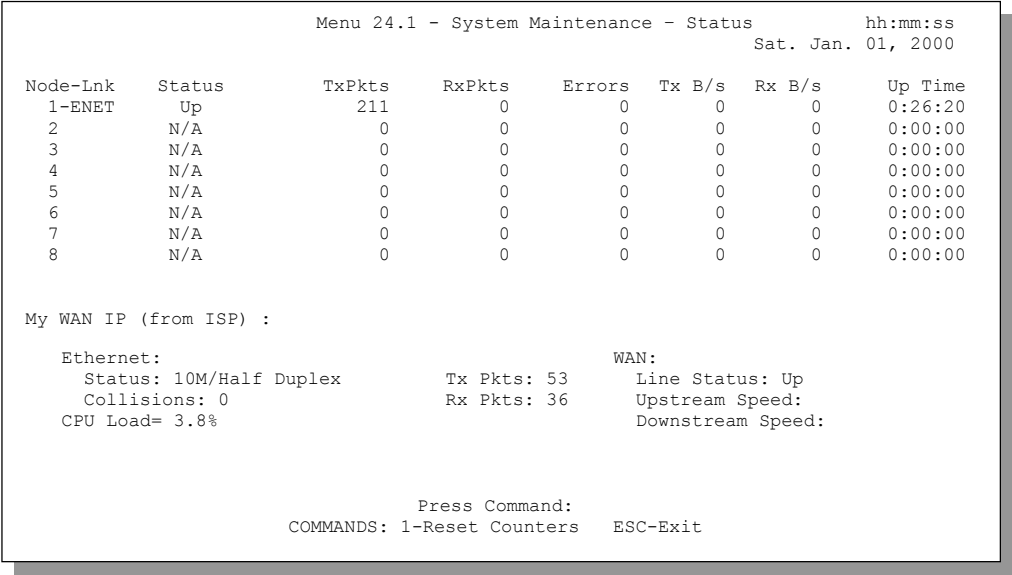 Menu 24.1 - System Maintenance – Status hh:mm:ss
Sat. Jan. 01, 2000
Node-Lnk Status TxPkts RxPkts Errors Tx B/s Rx B/s Up Time
1-ENET Up 211 0 0 0 0 0:26:20
2 N/A 0 0 0 0 0 0:00:00
3 N/A 0 0 0 0 0 0:00:00
4 N/A 0 0 0 0 0 0:00:00
5 N/A 0 0 0 0 0 0:00:00
6 N/A 0 0 0 0 0 0:00:00
7 N/A 0 0 0 0 0 0:00:00
8 N/A 0 0 0 0 0 0:00:00
My WAN IP (from ISP) :
Ethernet: WAN:
Status: 10M/Half Duplex Tx Pkts: 53 Line Status: Up
Collisions: 0 Rx Pkts: 36 Upstream Speed:
CPU Load= 3.8% Downstream Speed:
Press Command:
COMMANDS: 1-Reset Counters ESC-Exit